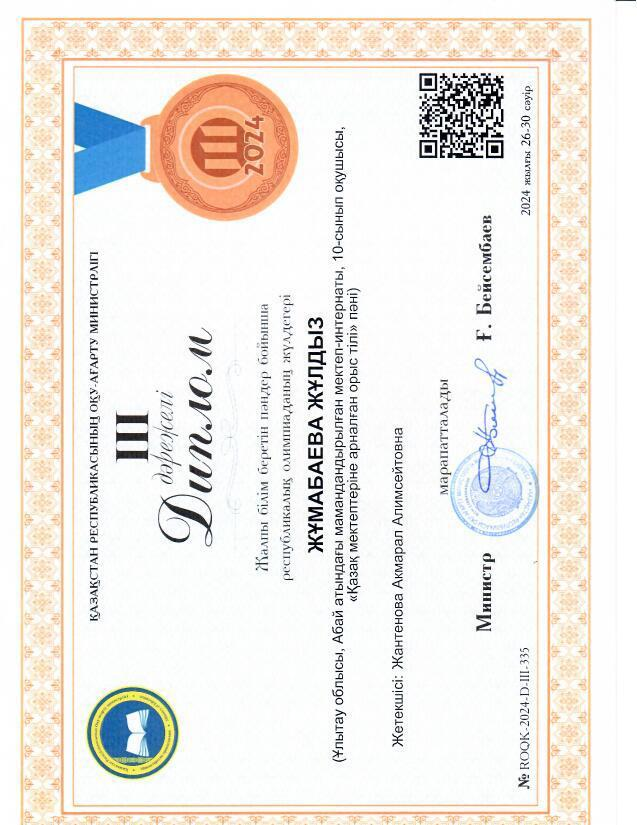 ҚАЗАҚСТАН РЕСПУБЛИКАСЫНЫҢ ОҚУ-АҒАРТУ МИНИСТРЛІГІ
III
дәрежелі
Диплом
III
2024
Жалпы білім беретін пәндер бойынша
республикалық олимпиаданың жүлдегері
ЖҰМАБАЕВА ЖҰЛДЫЗ
(Ұлытау облысы, Абай атындағы мамандандырылған мектеп-интернаты, 10-сынып оқушысы,
«Қазақ мектептеріне арналған орыс тілі» пәні)
Жетекшісі: Жантенова Акмарал Алимсейтовна
марапатталады
Министр Ғ. Бейсембаев
№ ROQK-2024-D-III-335
2024 жылғы 26-30 сәуір